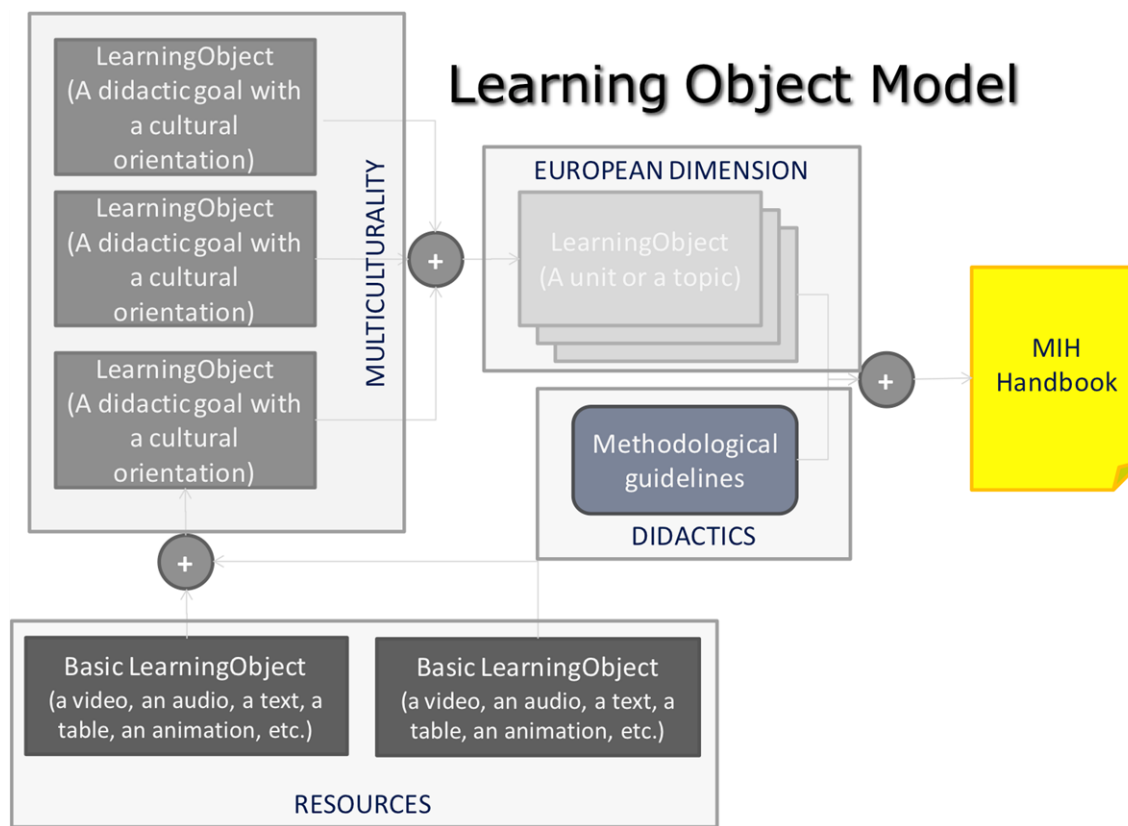 Learning Object Model
LearningObject
(A didactic goal with
a cultural
orientation)
LearningObject
(A didactic goal with
a cultural
orientation)
LearningObject
(A didactic goal with
a cultural
orientation)
MULTICULTURALITY
+
EUROPEAN DIMENSION
LearningObject
(A unit or a topic)
+
MIH
Handbook
Methodological
guidelines
DIDACTICS
+
Basic LearningObject
(a video, an audio, a text, a
table, an animation, etc.)
Basic LearningObject
(a video, an audio, a text, a
table, an animation, etc.)
RESOURCES